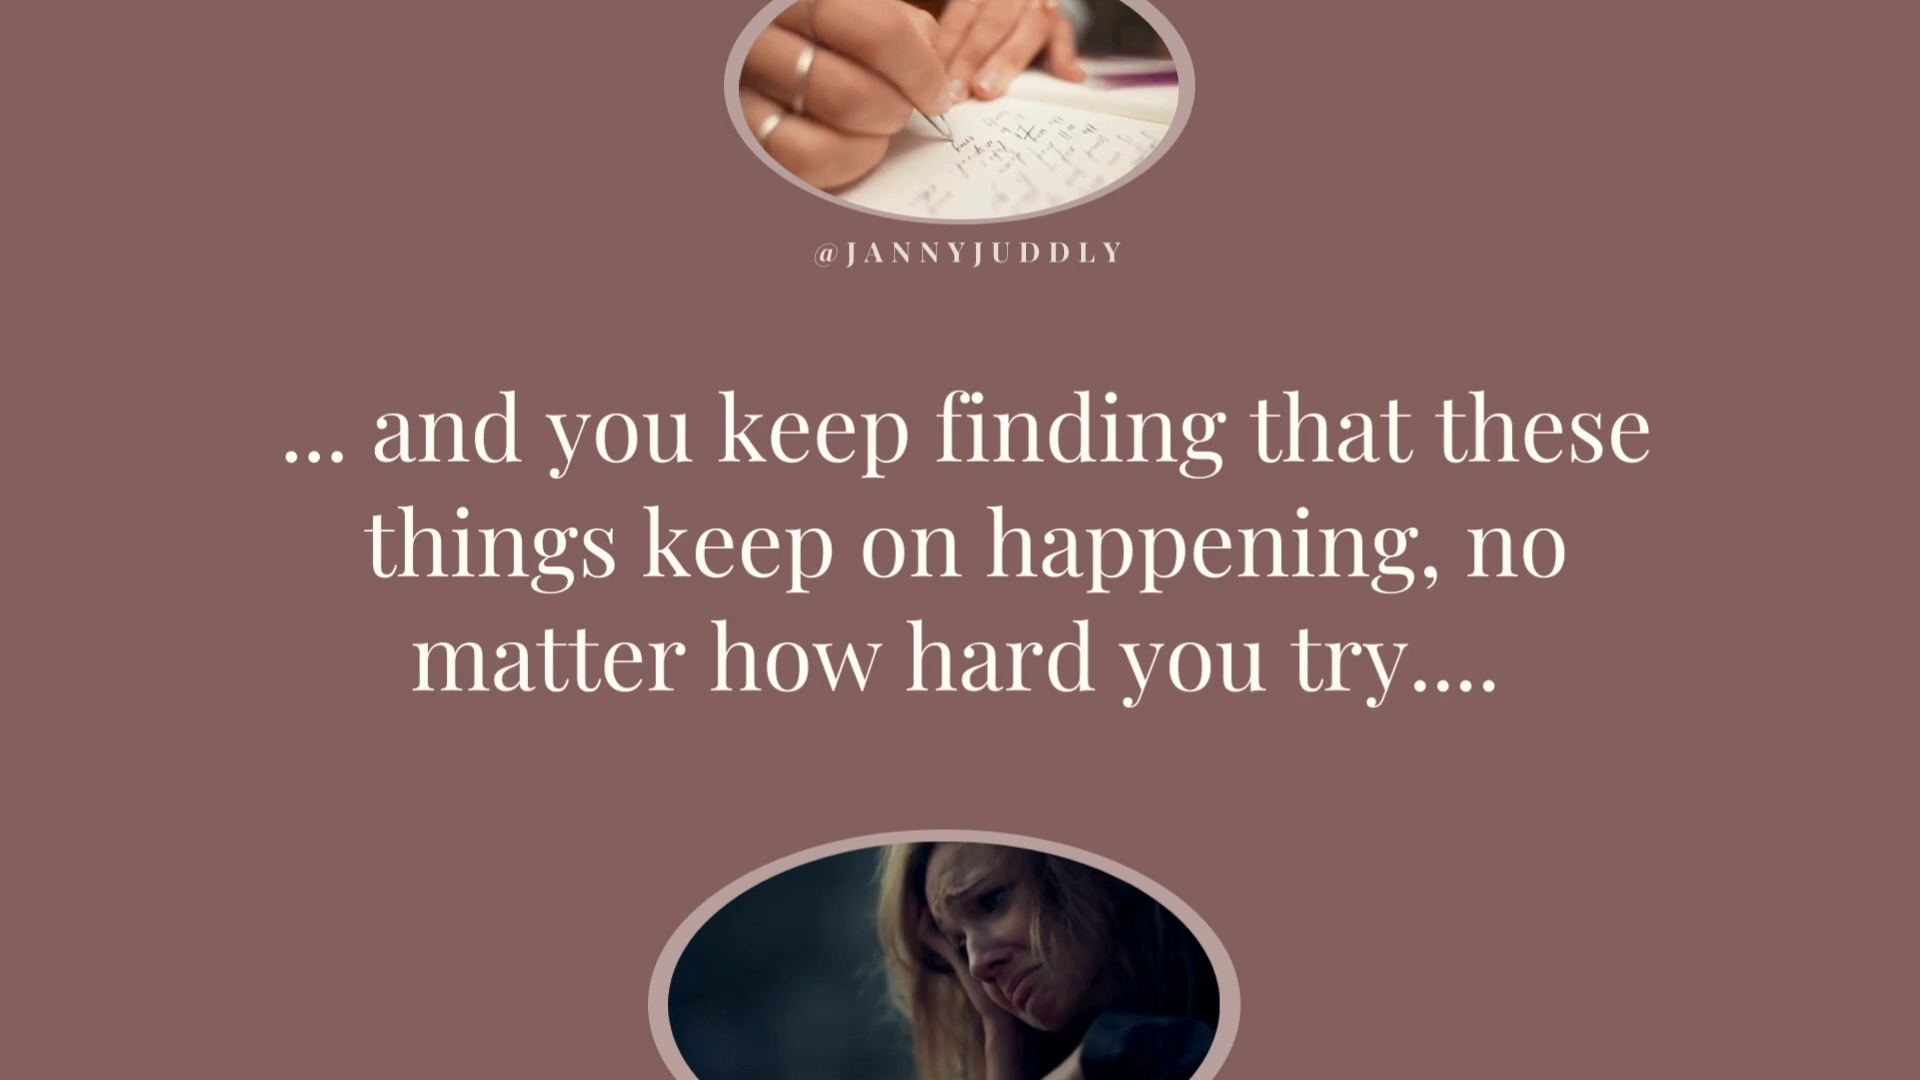 @JANNYJUDDLY
... and you keep finding that these
things keep on happening, no
matter how hard you try....